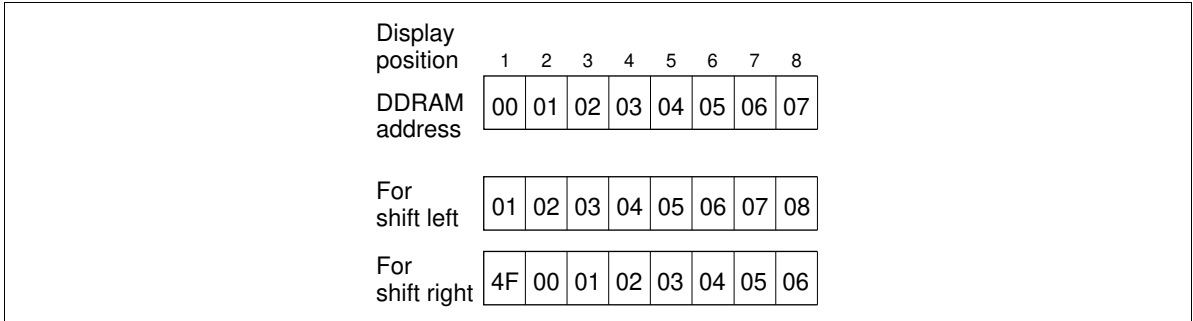 Display
position 1 2 3 4 5 6 7 8
DDRAM
address 00 01 02 03 04 05 06 07
For
shift left 01 02 03 04 05 06 07 08
For
shift right 4F 00 01 02 03 04 05 06